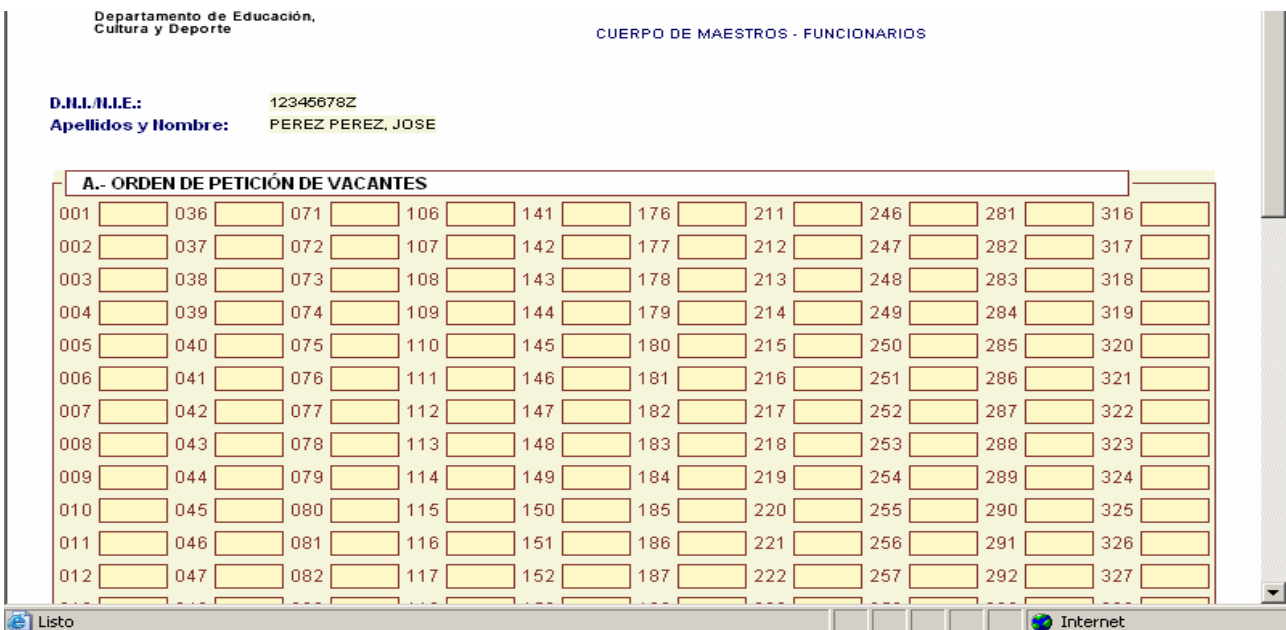 Departamento de Educación,
Cultura y Deporte
CUERPO DE MAESTROS - FUNCIONARIOS
D.N.I./N.I.E.: 12345678Z
Apellidos y Nombre: PEREZ PEREZ, JOSE
A.- ORDEN DE PETICIÓN DE VACANTES
001 036 071 106 141 176 211 246 281 316
002 037 072 107 142 177 212 247 282 317
003 038 073 108 143 178 213 248 283 318
004 039 074 109 144 179 214 249 284 319
005 040 075 110 145 180 215 250 285 320
006 041 076 111 146 181 216 251 286 321
007 042 077 112 147 182 217 252 287 322
008 043 078 113 148 183 218 253 288 323
009 044 079 114 149 184 219 254 289 324
010 045 080 115 150 185 220 255 290 325
011 046 081 116 151 186 221 256 291 326
012 047 082 117 152 187 222 257 292 327
Listo Internet